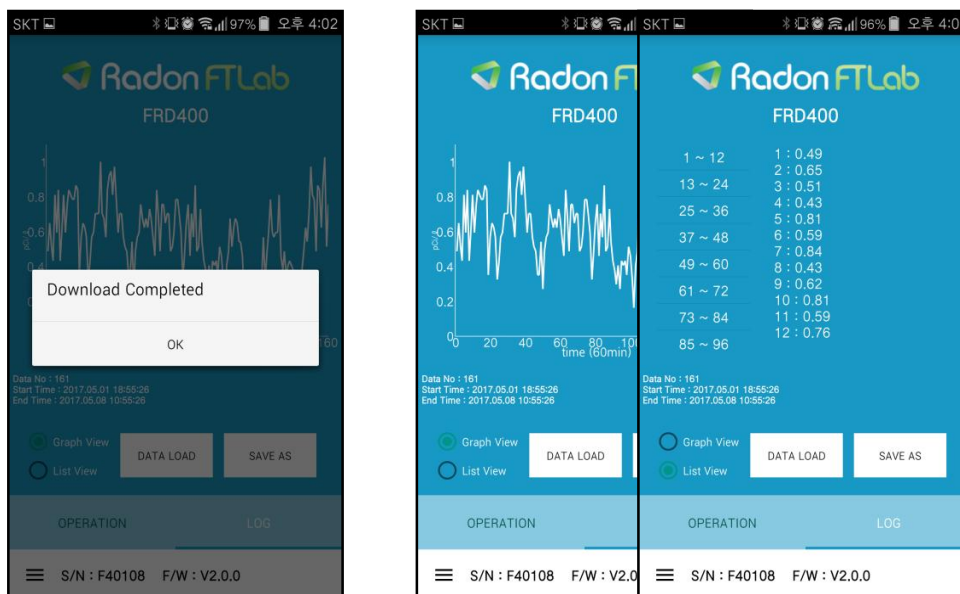 SKT 97% 오후 4:02
Radon FTLab
FRD400
1
0.8
0.6
pCi/ℓ
0.4
Download Completed
OK
160
Data No : 161
Start Time : 2017.05.01 18:55:26
End Time : 2017.05.08 10:55:26
Graph View
List View
DATA LOAD
SAVE AS
OPERATION
LOG
S/N : F40108 F/W : V2.0.0
SKT
Radon F
FRD400
1
0.8
0.6
pCi/ℓ
0.4
0.2
0
0 20 40 60 80 100
time (60min)
Data No : 161
Start Time : 2017.05.01 18:55:26
End Time : 2017.05.08 10:55:26
Graph View
List View
DATA LOAD
OPERATION
S/N : F40108 F/W : V2.0
SKT 96% 오후 4:0
Radon FTLab
FRD400
1 ~ 12
13 ~ 24
25 ~ 36
37 ~ 48
49 ~ 60
61 ~ 72
73 ~ 84
85 ~ 96
1 : 0.49
2 : 0.65
3 : 0.51
4 : 0.43
5 : 0.81
6 : 0.59
7 : 0.84
8 : 0.43
9 : 0.62
10 : 0.81
11 : 0.59
12 : 0.76
Data No : 161
Start Time : 2017.05.01 18:55:26
End Time : 2017.05.08 10:55:26
Graph View
List View
DATA LOAD
SAVE AS
OPERATION
LOG
S/N : F40108 F/W : V2.0.0